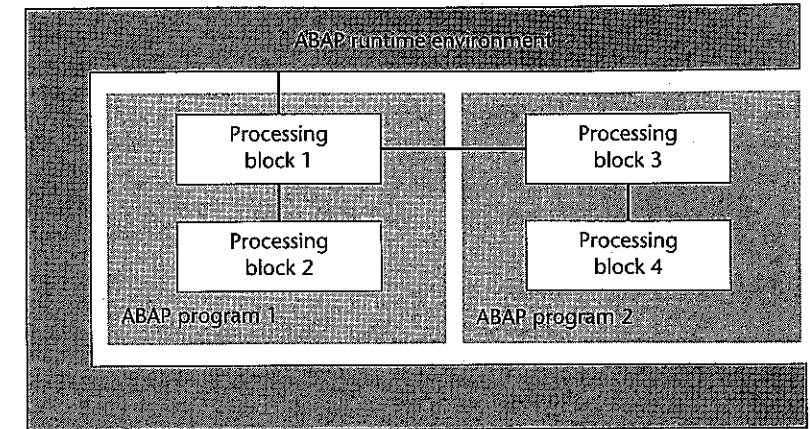 ABAP runtime environment
Processing
block 1
Processing
block 3
Processing
block 2
Processing
block 4
ABAP program 1
ABAP program 2